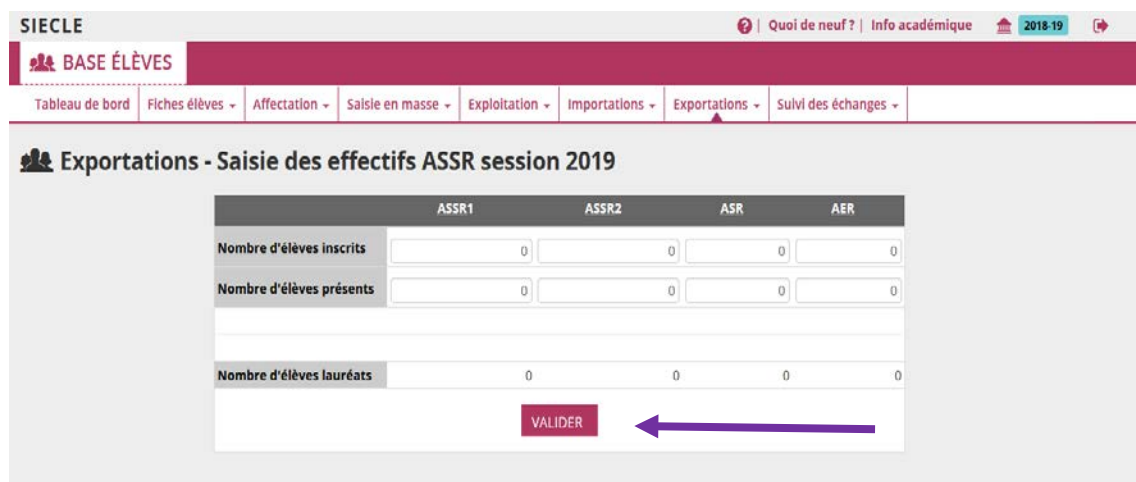 SIECLE
? | Quoi de neuf ? | Info académique 2018-19
BASE ÉLÈVES
Tableau de bord Fiches élèves Affectation Saisie en masse Exploitation Importations Exportations Suivi des échanges
Exportations - Saisie des effectifs ASSR session 2019
ASSR1 ASSR2 ASR AER
Nombre d'élèves inscrits 0 0 0 0
Nombre d'élèves présents 0 0 0 0
Nombre d'élèves lauréats 0 0 0 0
VALIDER